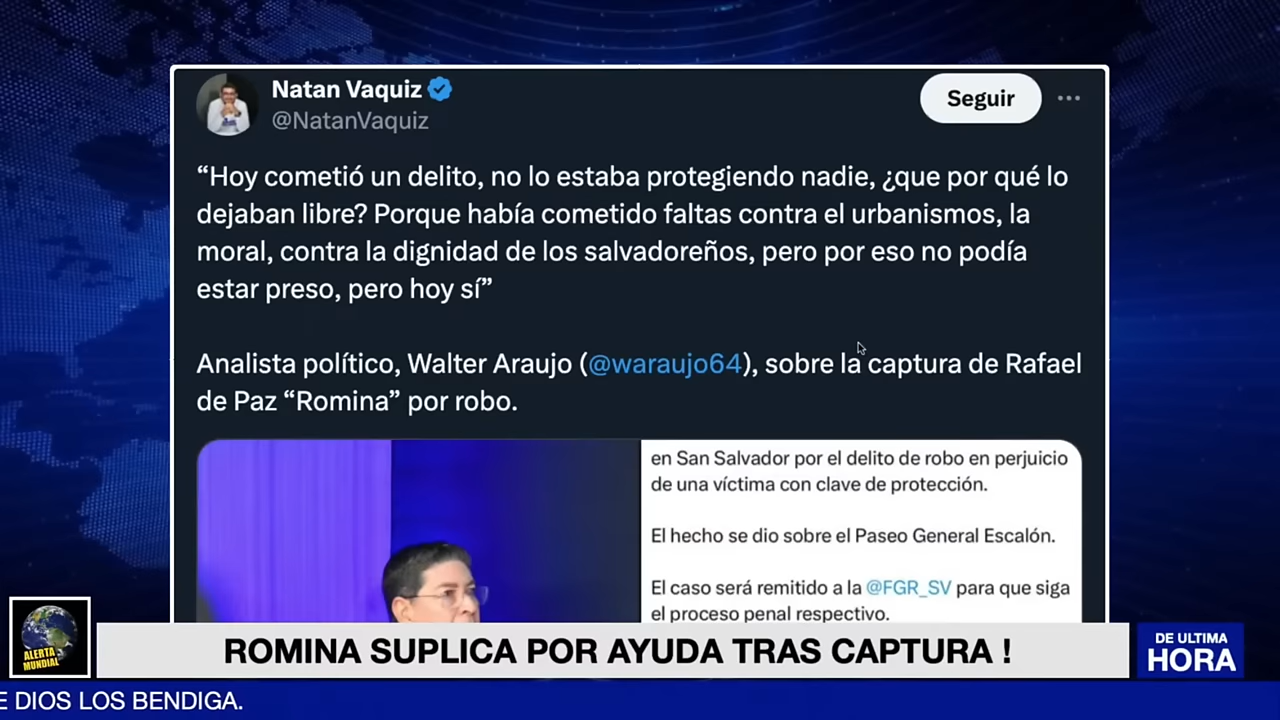 Natan Vaquiz
@NatanVaquiz
Seguir
“Hoy cometió un delito, no lo estaba protegiendo nadie, ¿que por qué lo
dejaban libre? Porque había cometido faltas contra el urbanismos, la
moral, contra la dignidad de los salvadoreños, pero por eso no podía
estar preso, pero hoy sí”
Analista político, Walter Araujo (@waraujo64), sobre la captura de Rafael
de Paz “Romina” por robo.
en San Salvador por el delito de robo en perjuicio
de una víctima con clave de protección.
El hecho se dio sobre el Paseo General Escalón.
El caso será remitido a la @FGR_SV para que siga
el proceso penal respectivo.
ALERTA
MUNDIAL
ROMINA SUPLICA POR AYUDA TRAS CAPTURA !
DE ULTIMA
HORA
E DIOS LOS BENDIGA.